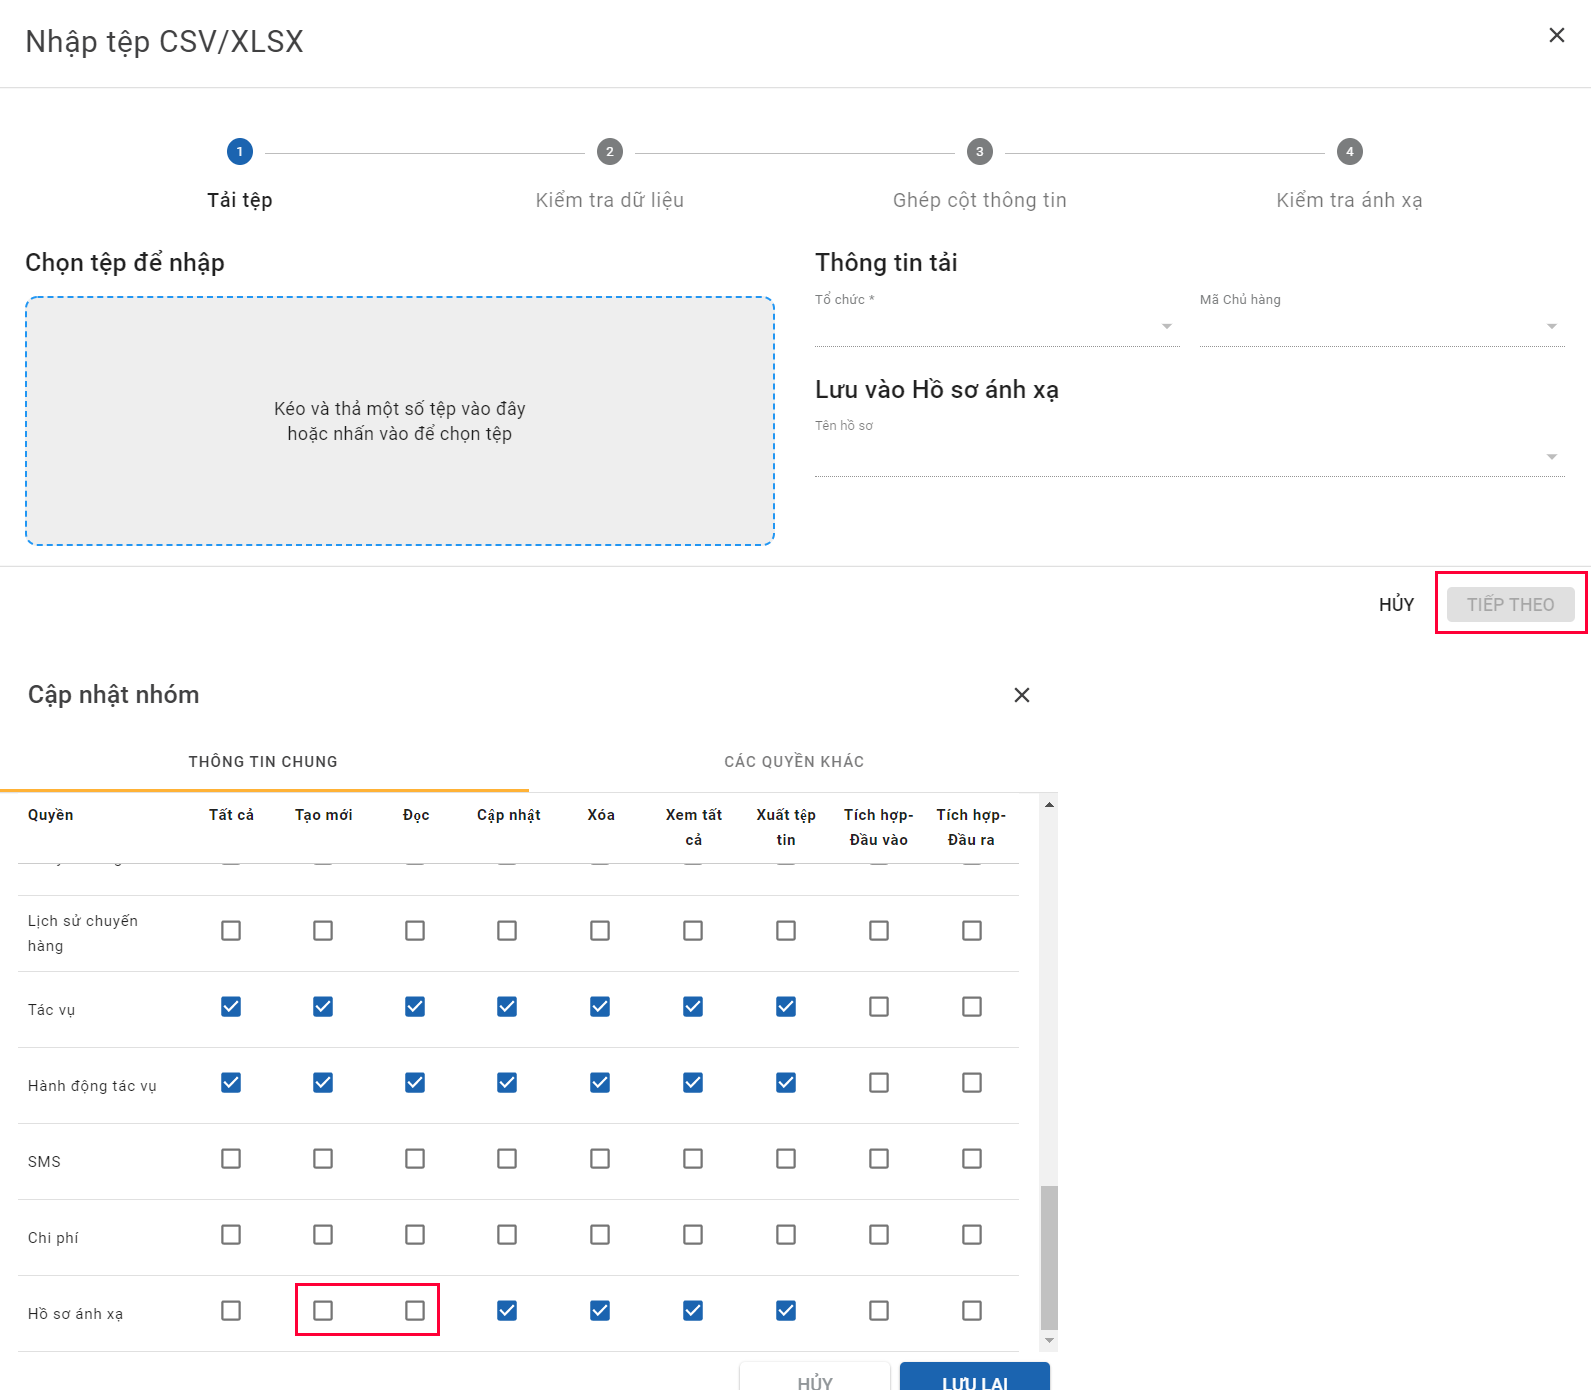 Nhập tệp CSV/XLSX
1
2
3
4
Tải tệp
Kiểm tra dữ liệu
Ghép cột thông tin
Kiểm tra ánh xạ
Chọn tệp để nhập
Kéo và thả một số tệp vào đây
hoặc nhấn vào để chọn tệp
Thông tin tải
Tổ chức *
Mã Chủ hàng
Lưu vào Hồ sơ ánh xạ
Tên hồ sơ
HỦY
TIẾP THEO
Cập nhật nhóm
THÔNG TIN CHUNG
CÁC QUYỀN KHÁC
Quyền
Tất cả
Tạo mới
Đọc
Cập nhật
Xóa
Xem tất
cả
Xuất tệp
tin
Tích hợp-
Đầu vào
Tích hợp-
Đầu ra
Lịch sử chuyến
hàng
Tác vụ
Hành động tác vụ
SMS
Chi phí
Hồ sơ ánh xạ
HỦY
LƯU LẠI